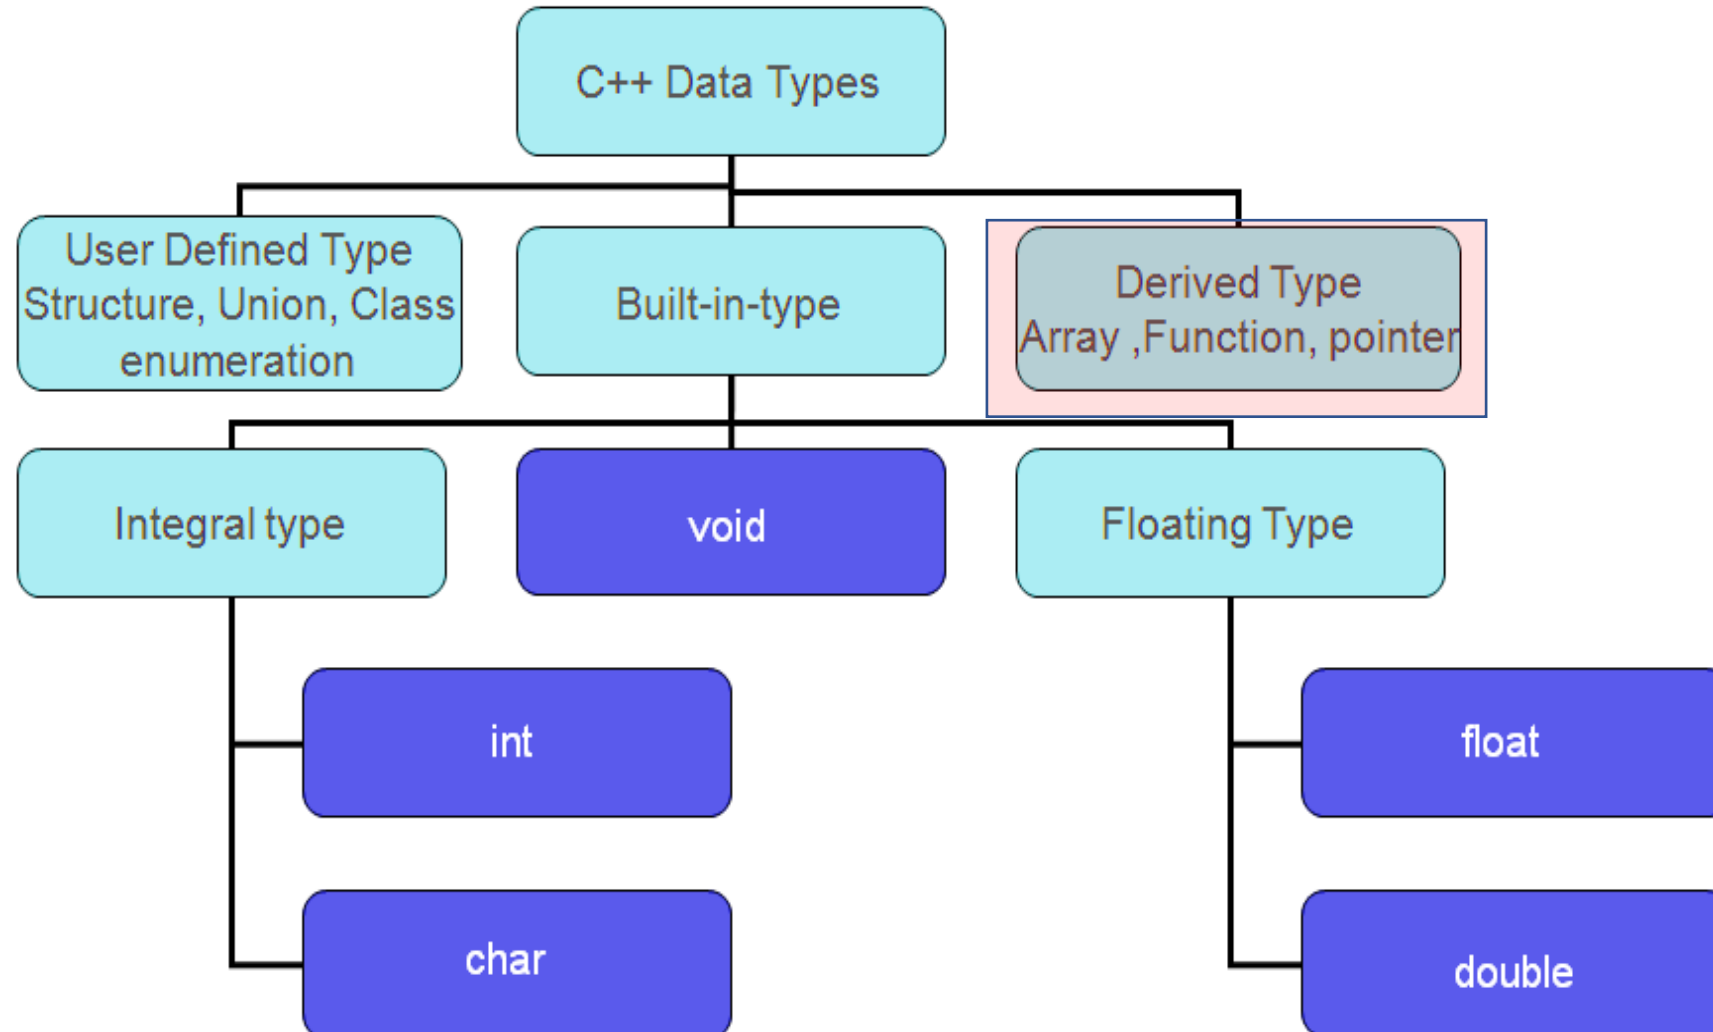 C++ Data Types
User Defined Type
Structure, Union, Class
enumeration
Built-in-type
Derived Type
Array ,Function, pointer
Integral type
void
Floating Type
int
float
char
double